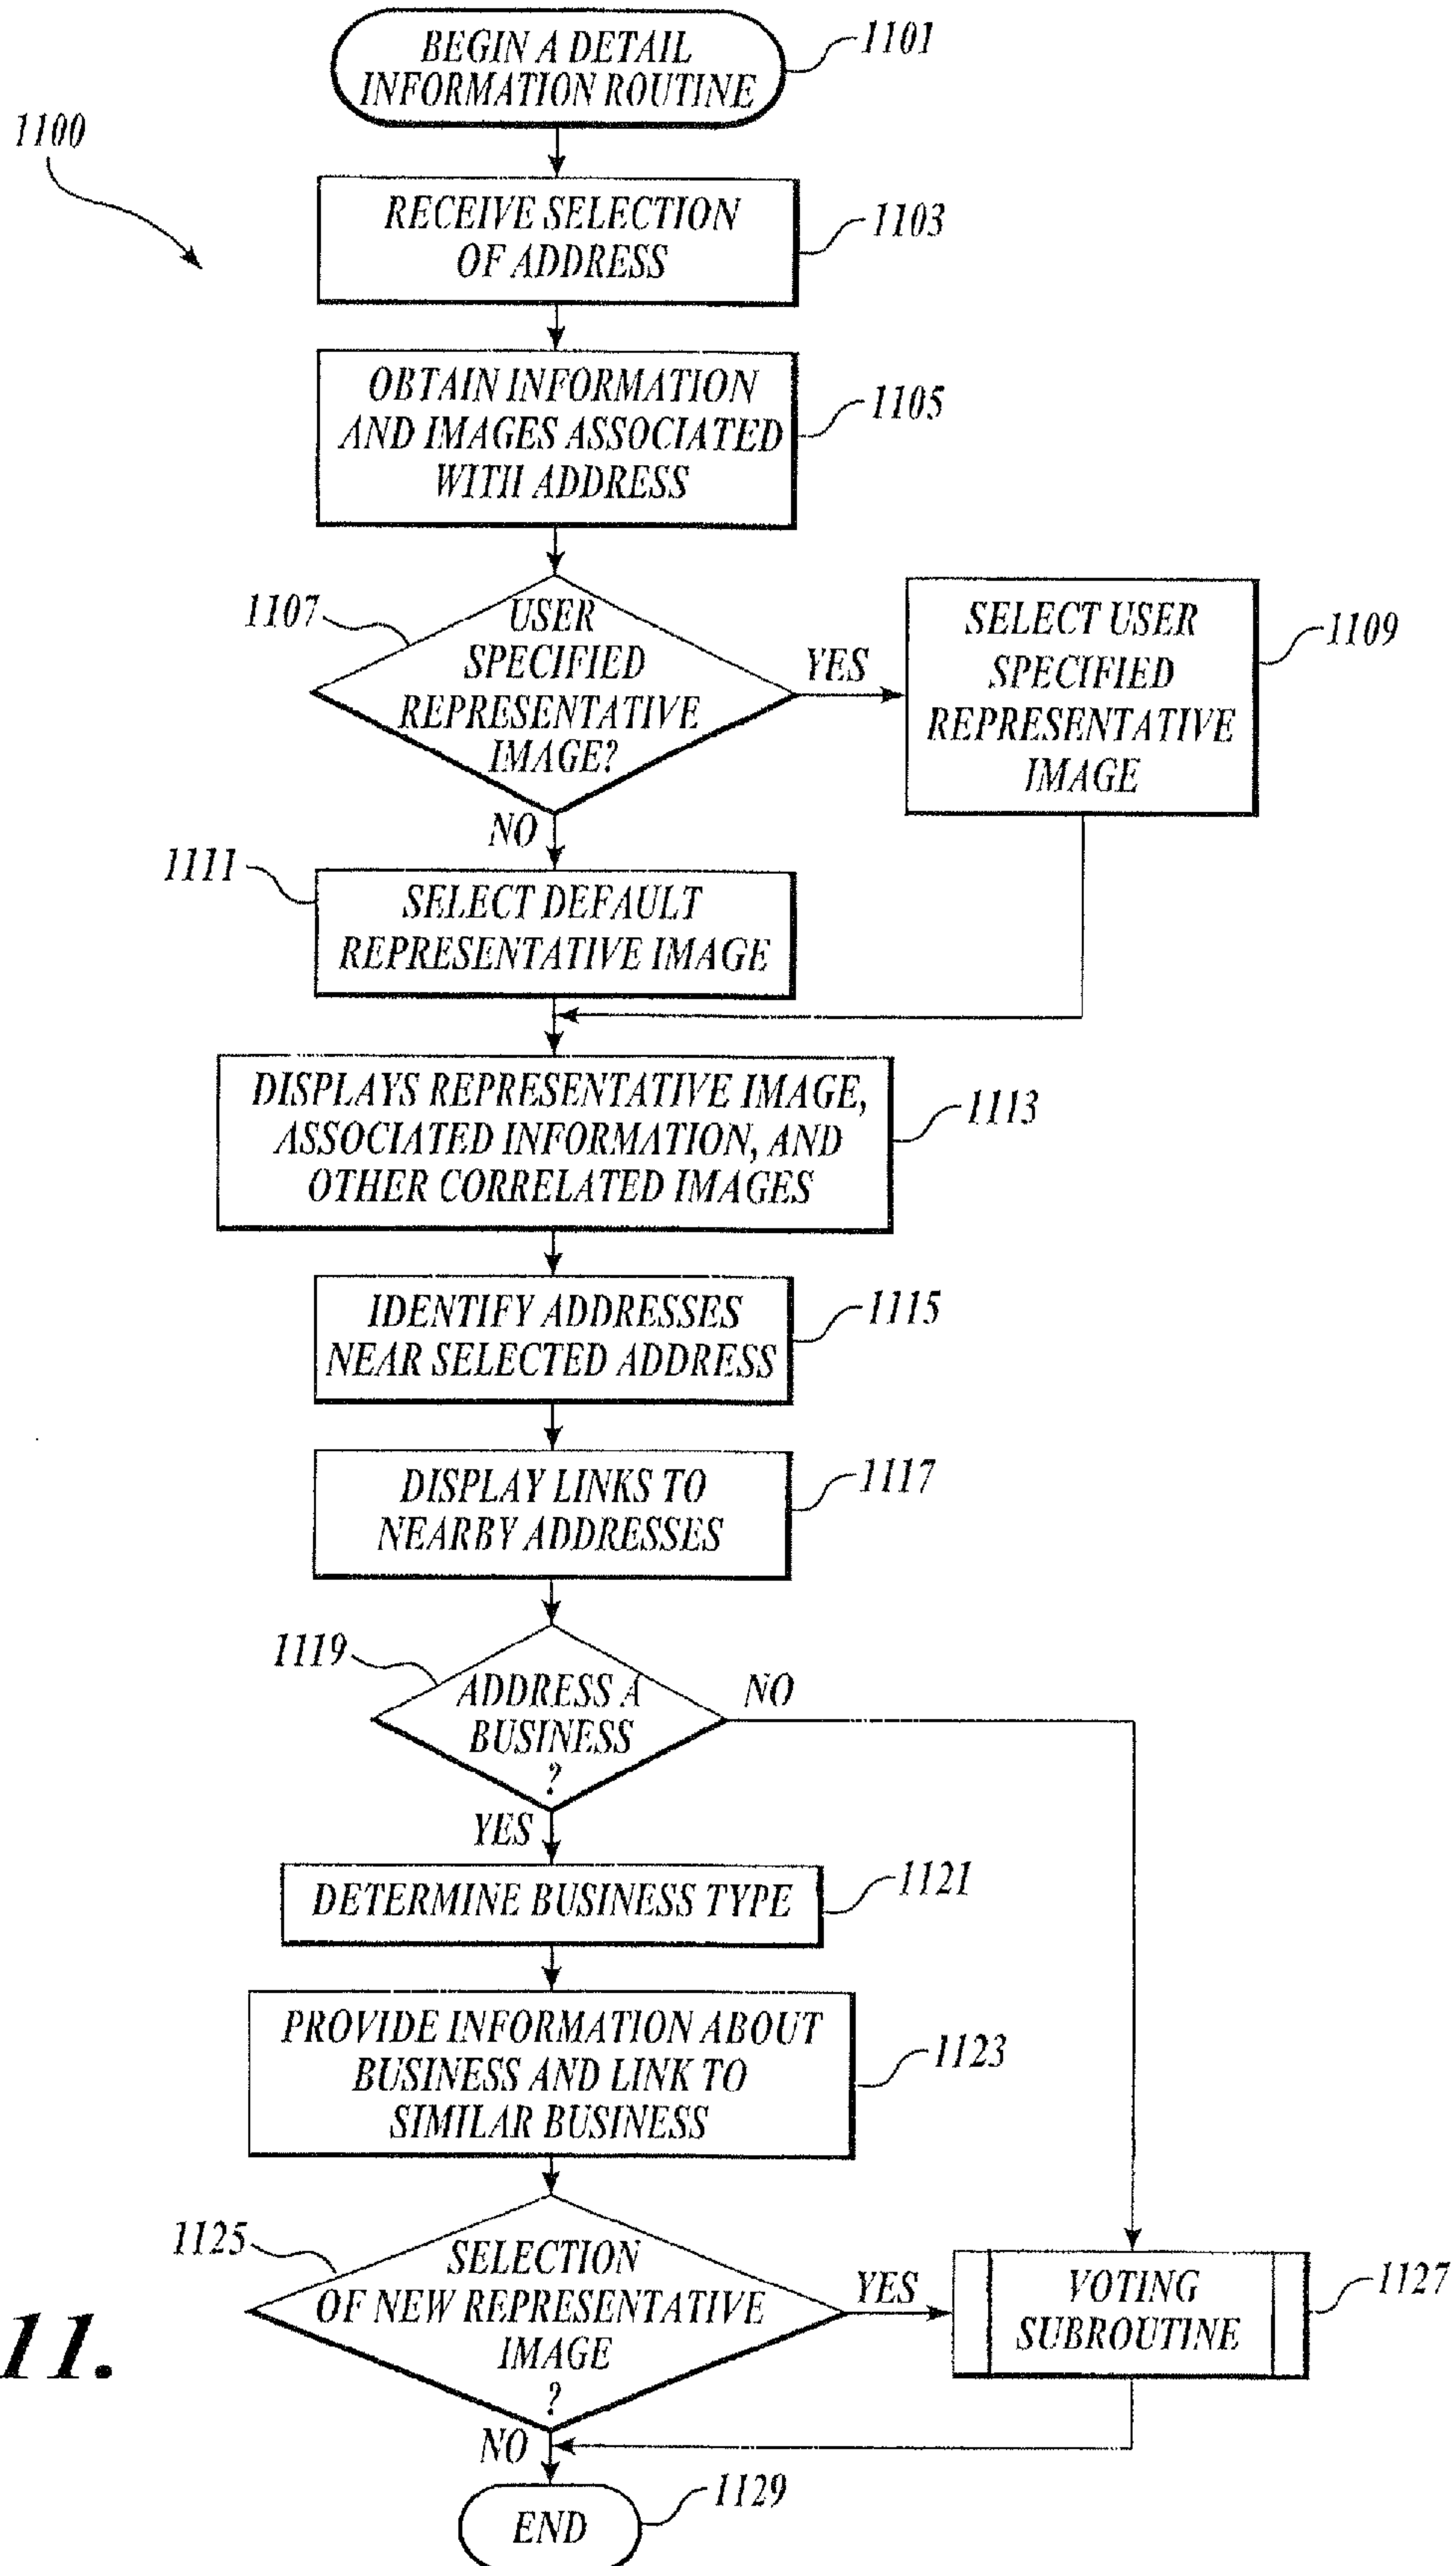 BEGIN A DETAIL
INFORMATION ROUTINE
1101
1100
RECEIVE SELECTION
OF ADDRESS
1103
OBTAIN INFORMATION
AND IMAGES ASSOCIATED
WITH ADDRESS
1105
1107
USER
SPECIFIED
REPRESENTATIVE
IMAGE?
YES
SELECT USER
SPECIFIED
REPRESENTATIVE
IMAGE
1109
NO
1111
SELECT DEFAULT
REPRESENTATIVE IMAGE
DISPLAYS REPRESENTATIVE IMAGE,
ASSOCIATED INFORMATION, AND
OTHER CORRELATED IMAGES
1113
IDENTIFY ADDRESSES
NEAR SELECTED ADDRESS
1115
DISPLAY LINKS TO
NEARBY ADDRESSES
1117
1119
ADDRESS A
BUSINESS
?
NO
YES
DETERMINE BUSINESS TYPE
1121
PROVIDE INFORMATION ABOUT
BUSINESS AND LINK TO
SIMILAR BUSINESS
1123
1125
SELECTION
OF NEW REPRESENTATIVE
IMAGE
?
YES
VOTING
SUBROUTINE
1127
11.
NO
END
1129